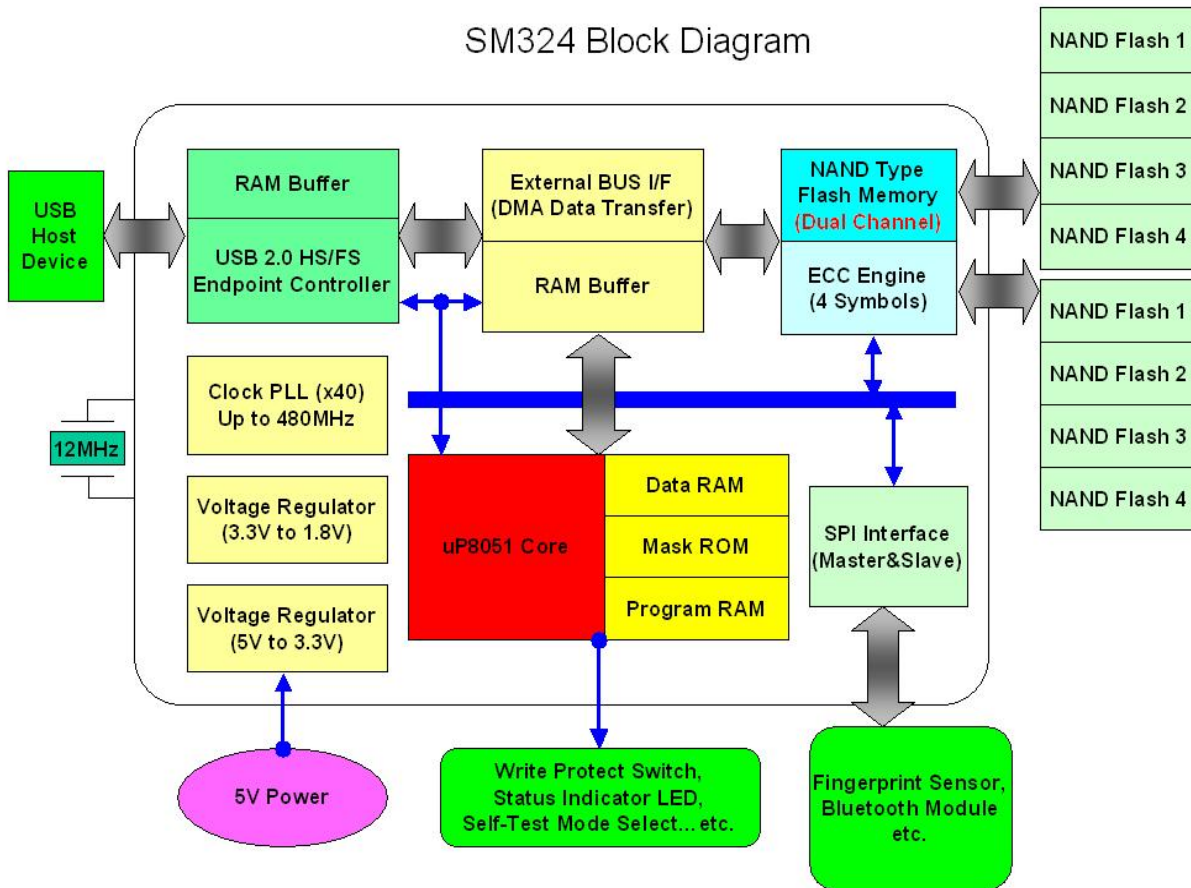 SM324 Block Diagram
NAND Flash 1
NAND Flash 2
NAND Flash 3
NAND Flash 4
NAND Flash 1
NAND Flash 2
NAND Flash 3
NAND Flash 4
USB
Host
Device
RAM Buffer
USB 2.0 HS/FS
Endpoint Controller
External BUS I/F
(DMA Data Transfer)
RAM Buffer
NAND Type
Flash Memory
(Dual Channel)
ECC Engine
(4 Symbols)
12MHz
Clock PLL (x40)
Up to 480MHz
Voltage Regulator
(3.3V to 1.8V)
Voltage Regulator
(5V to 3.3V)
uP8051 Core
Data RAM
Mask ROM
Program RAM
SPI Interface
(Master&Slave)
5V Power
Write Protect Switch,
Status Indicator LED,
Self-Test Mode Select... etc.
Fingerprint Sensor,
Bluetooth Module
etc.